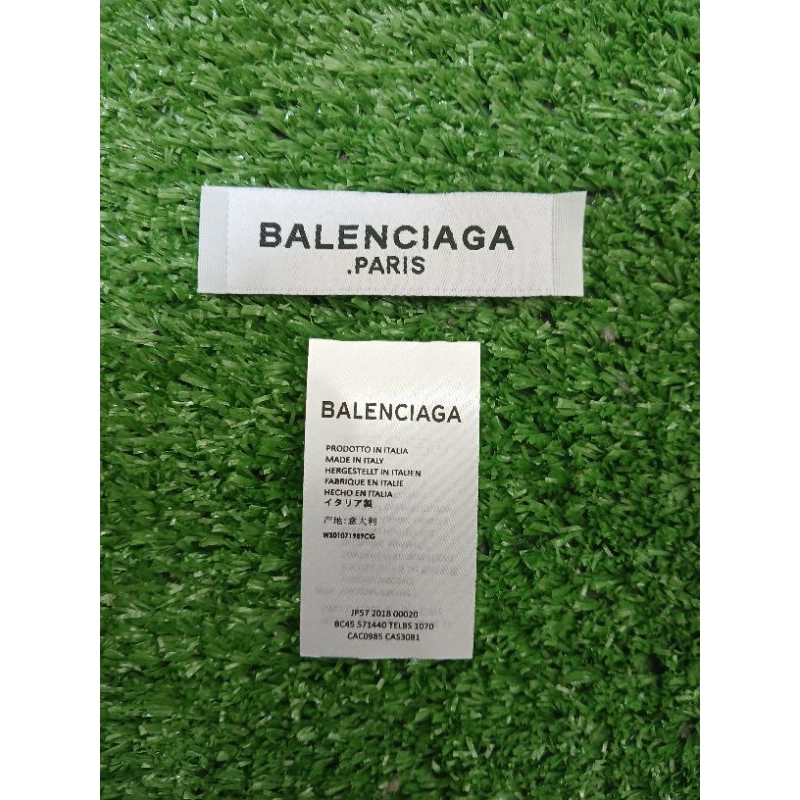 BALENCIAGA
.PARIS
BALENCIAGA
PRODOTTO IN ITALIA
MADE IN ITALY
HERGESTELLT IN ITALIEN
FABRIQUE EN ITALIE
HECHO EN ITALIA
イタリア製
产地:意大利
WS01071989CG
JP57 2018 00020
BC45 571440 TELB5 1070
CAC0985 CAS3081